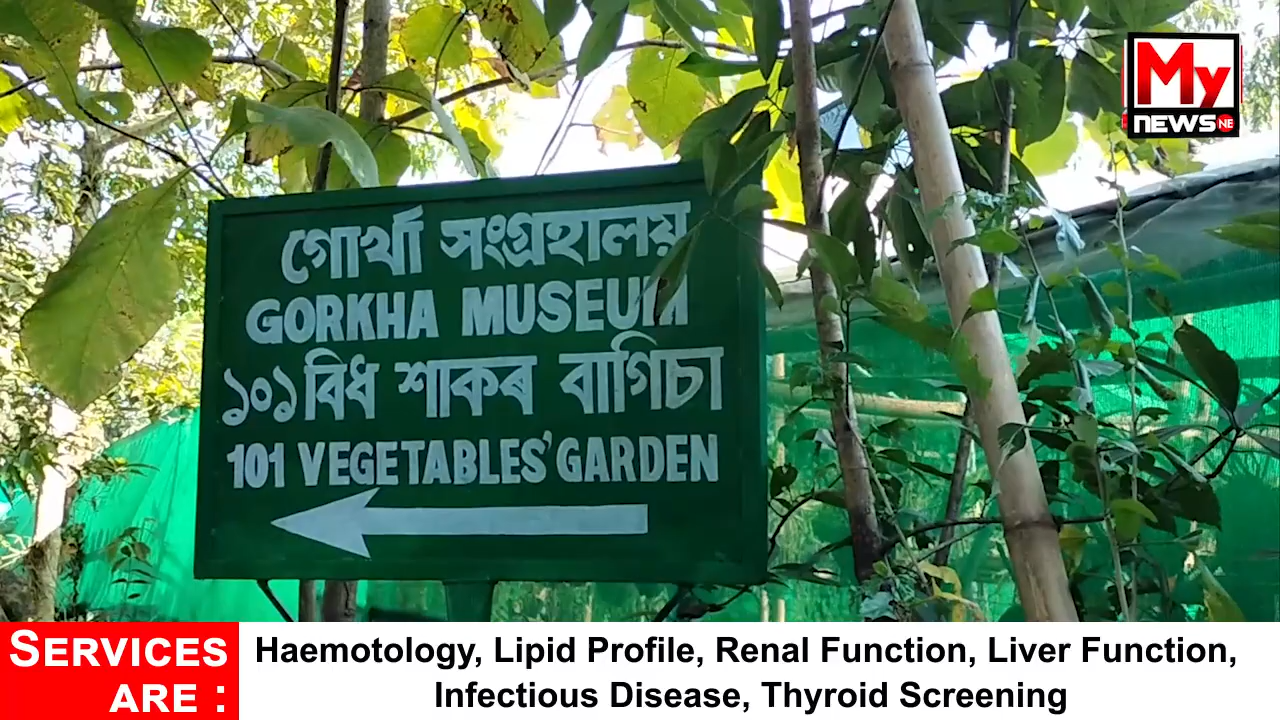 My
NEWS NE
গোৰ্খা সংগ্ৰহালয়
GORKHA MUSEUM
১০১ বিধ শাকৰ বাগিচা
101 VEGETABLES' GARDEN
SERVICES ARE :
Haemotology, Lipid Profile, Renal Function, Liver Function,
Infectious Disease, Thyroid Screening